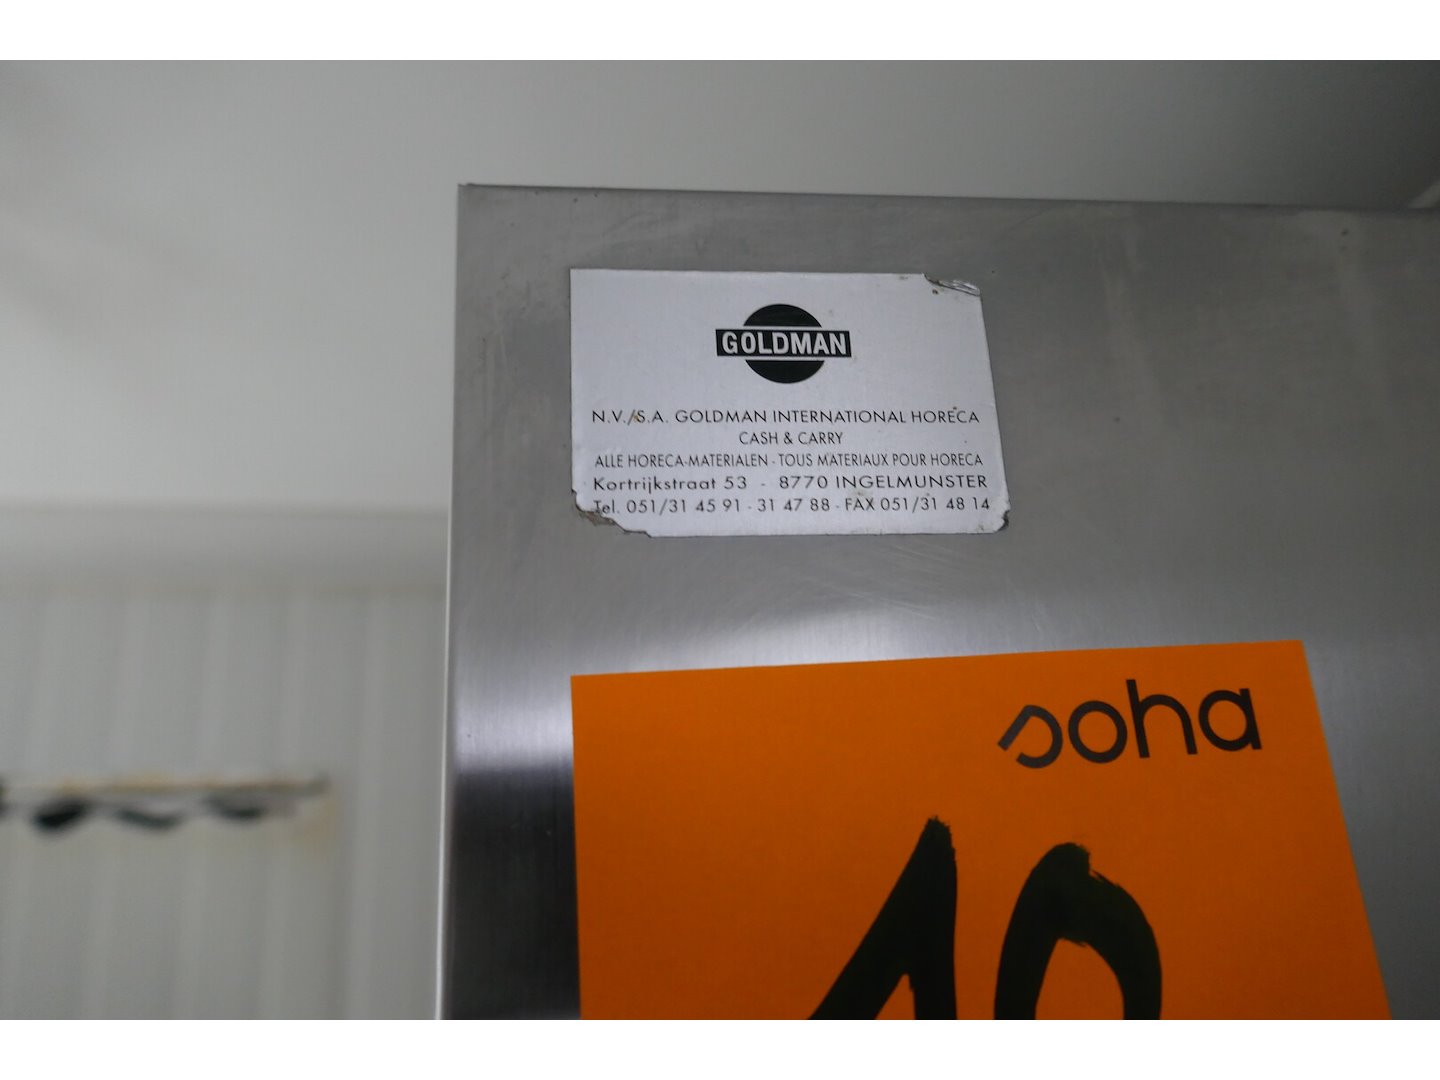 GOLDMAN
N.V./S.A. GOLDMAN INTERNATIONAL HORECA
CASH & CARRY
ALLE HORECA-MATERIALEN - TOUS MATERIAUX POUR HORECA
Kortrijkstraat 53 - 8770 INGELMUNSTER
Tel. 051/31 45 91 - 31 47 88 - FAX 051/31 48 14
soha